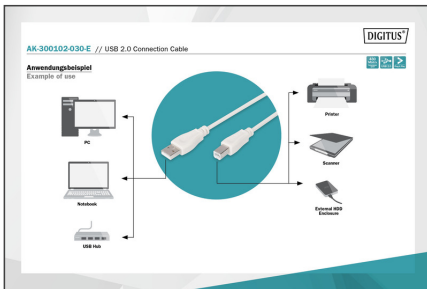 DIGITUS®
AK-300102-030-E // USB 2.0 Connection Cable
Anwendungsbeispiel
Example of use
PC
Notebook
USB Hub
Printer
Scanner
External HDD
Enclosure